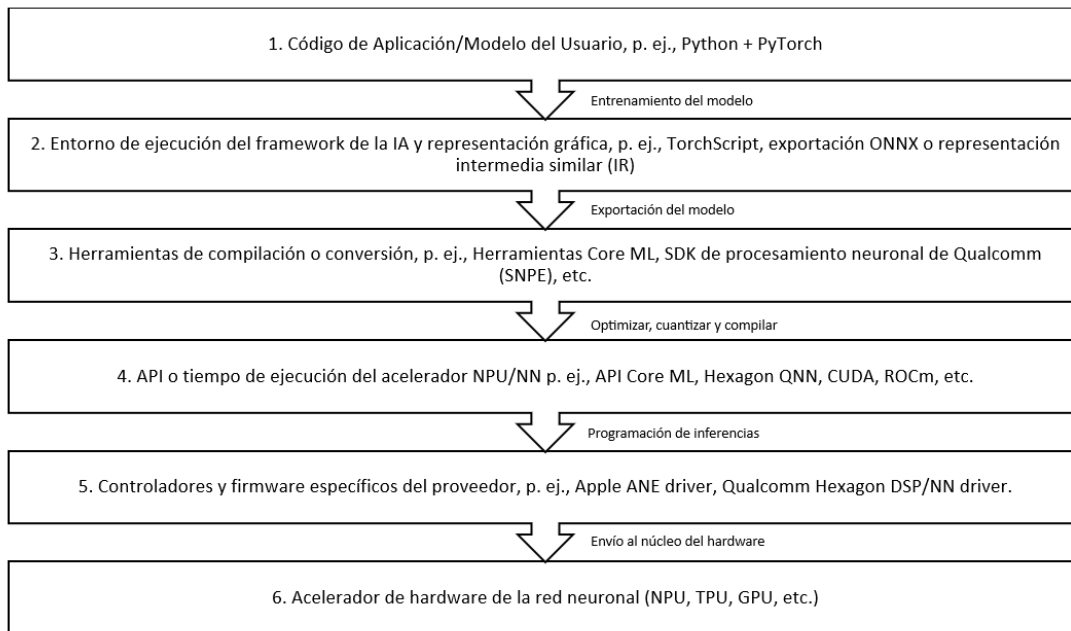 1. Código de Aplicación/Modelo del Usuario, p. ej., Python + PyTorch
Entrenamiento del modelo
2. Entorno de ejecución del framework de la IA y representación gráfica, p. ej., TorchScript, exportación ONNX o representación
intermedia similar (IR)
Exportación del modelo
3. Herramientas de compilación o conversión, p. ej., Herramientas Core ML, SDK de procesamiento neuronal de Qualcomm
(SNPE), etc.
Optimizar, cuantizar y compilar
4. API o tiempo de ejecución del acelerador NPU/NN p. ej., API Core ML, Hexagon QNN, CUDA, ROCm, etc.
Programación de inferencias
5. Controladores y firmware específicos del proveedor, p. ej., Apple ANE driver, Qualcomm Hexagon DSP/NN driver.
Envío al núcleo del hardware
6. Acelerador de hardware de la red neuronal (NPU, TPU, GPU, etc.)